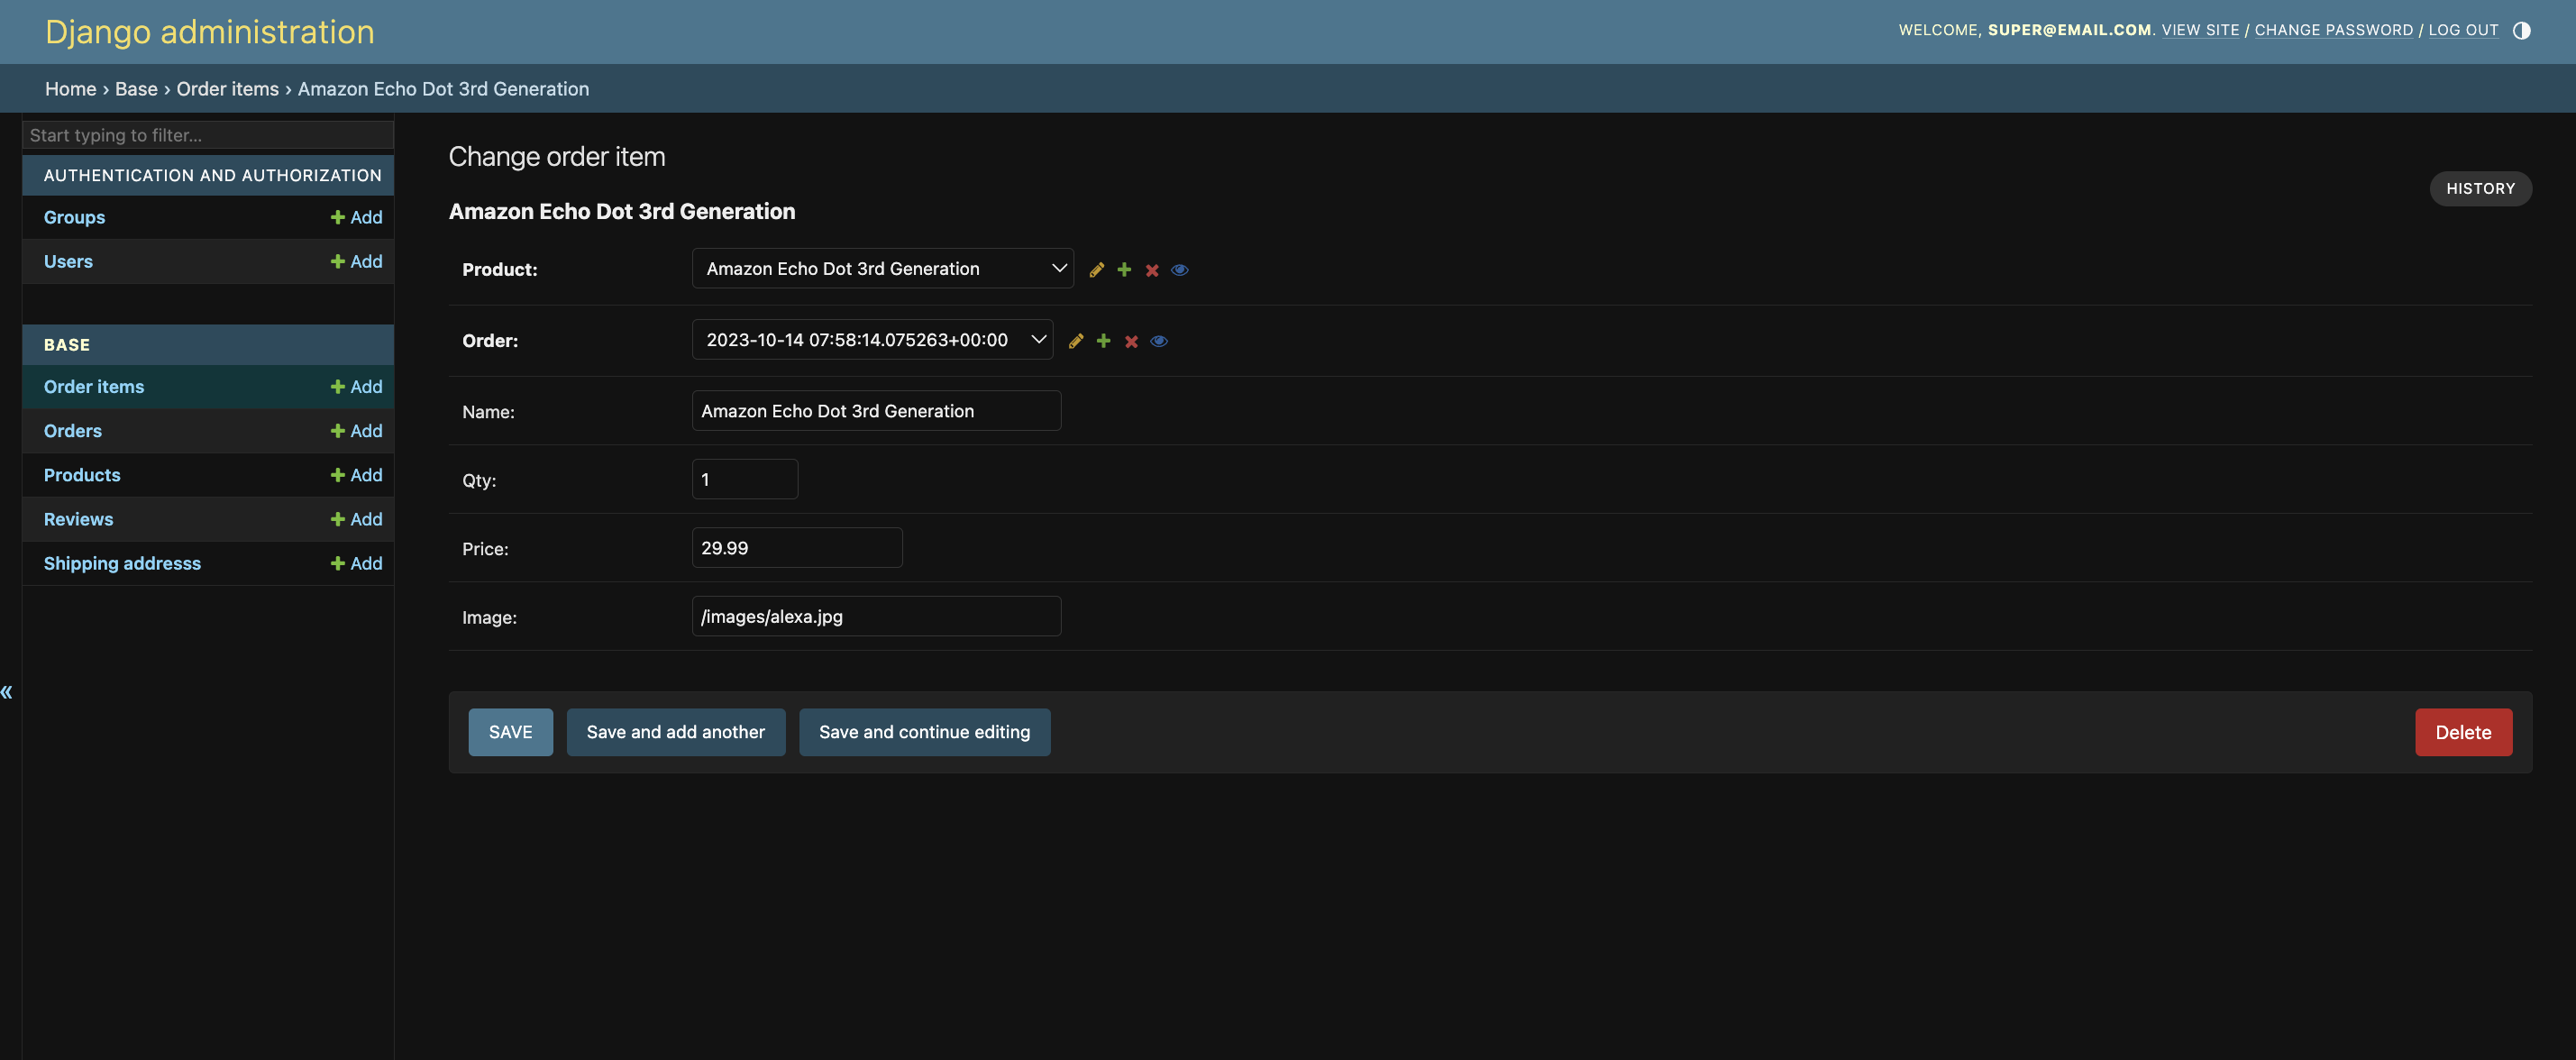 Django administration
WELCOME, SUPER@EMAIL.COM. VIEW SITE / CHANGE PASSWORD / LOG OUT
Home › Base › Order items › Amazon Echo Dot 3rd Generation
Start typing to filter...
AUTHENTICATION AND AUTHORIZATION
Groups Add
Users Add
BASE
Order items Add
Orders Add
Products Add
Reviews Add
Shipping addresss Add
«
Change order item
HISTORY
Amazon Echo Dot 3rd Generation
Product: Amazon Echo Dot 3rd Generation
Order: 2023-10-14 07:58:14.075263+00:00
Name: Amazon Echo Dot 3rd Generation
Qty: 1
Price: 29.99
Image: /images/alexa.jpg
SAVE Save and add another Save and continue editing Delete